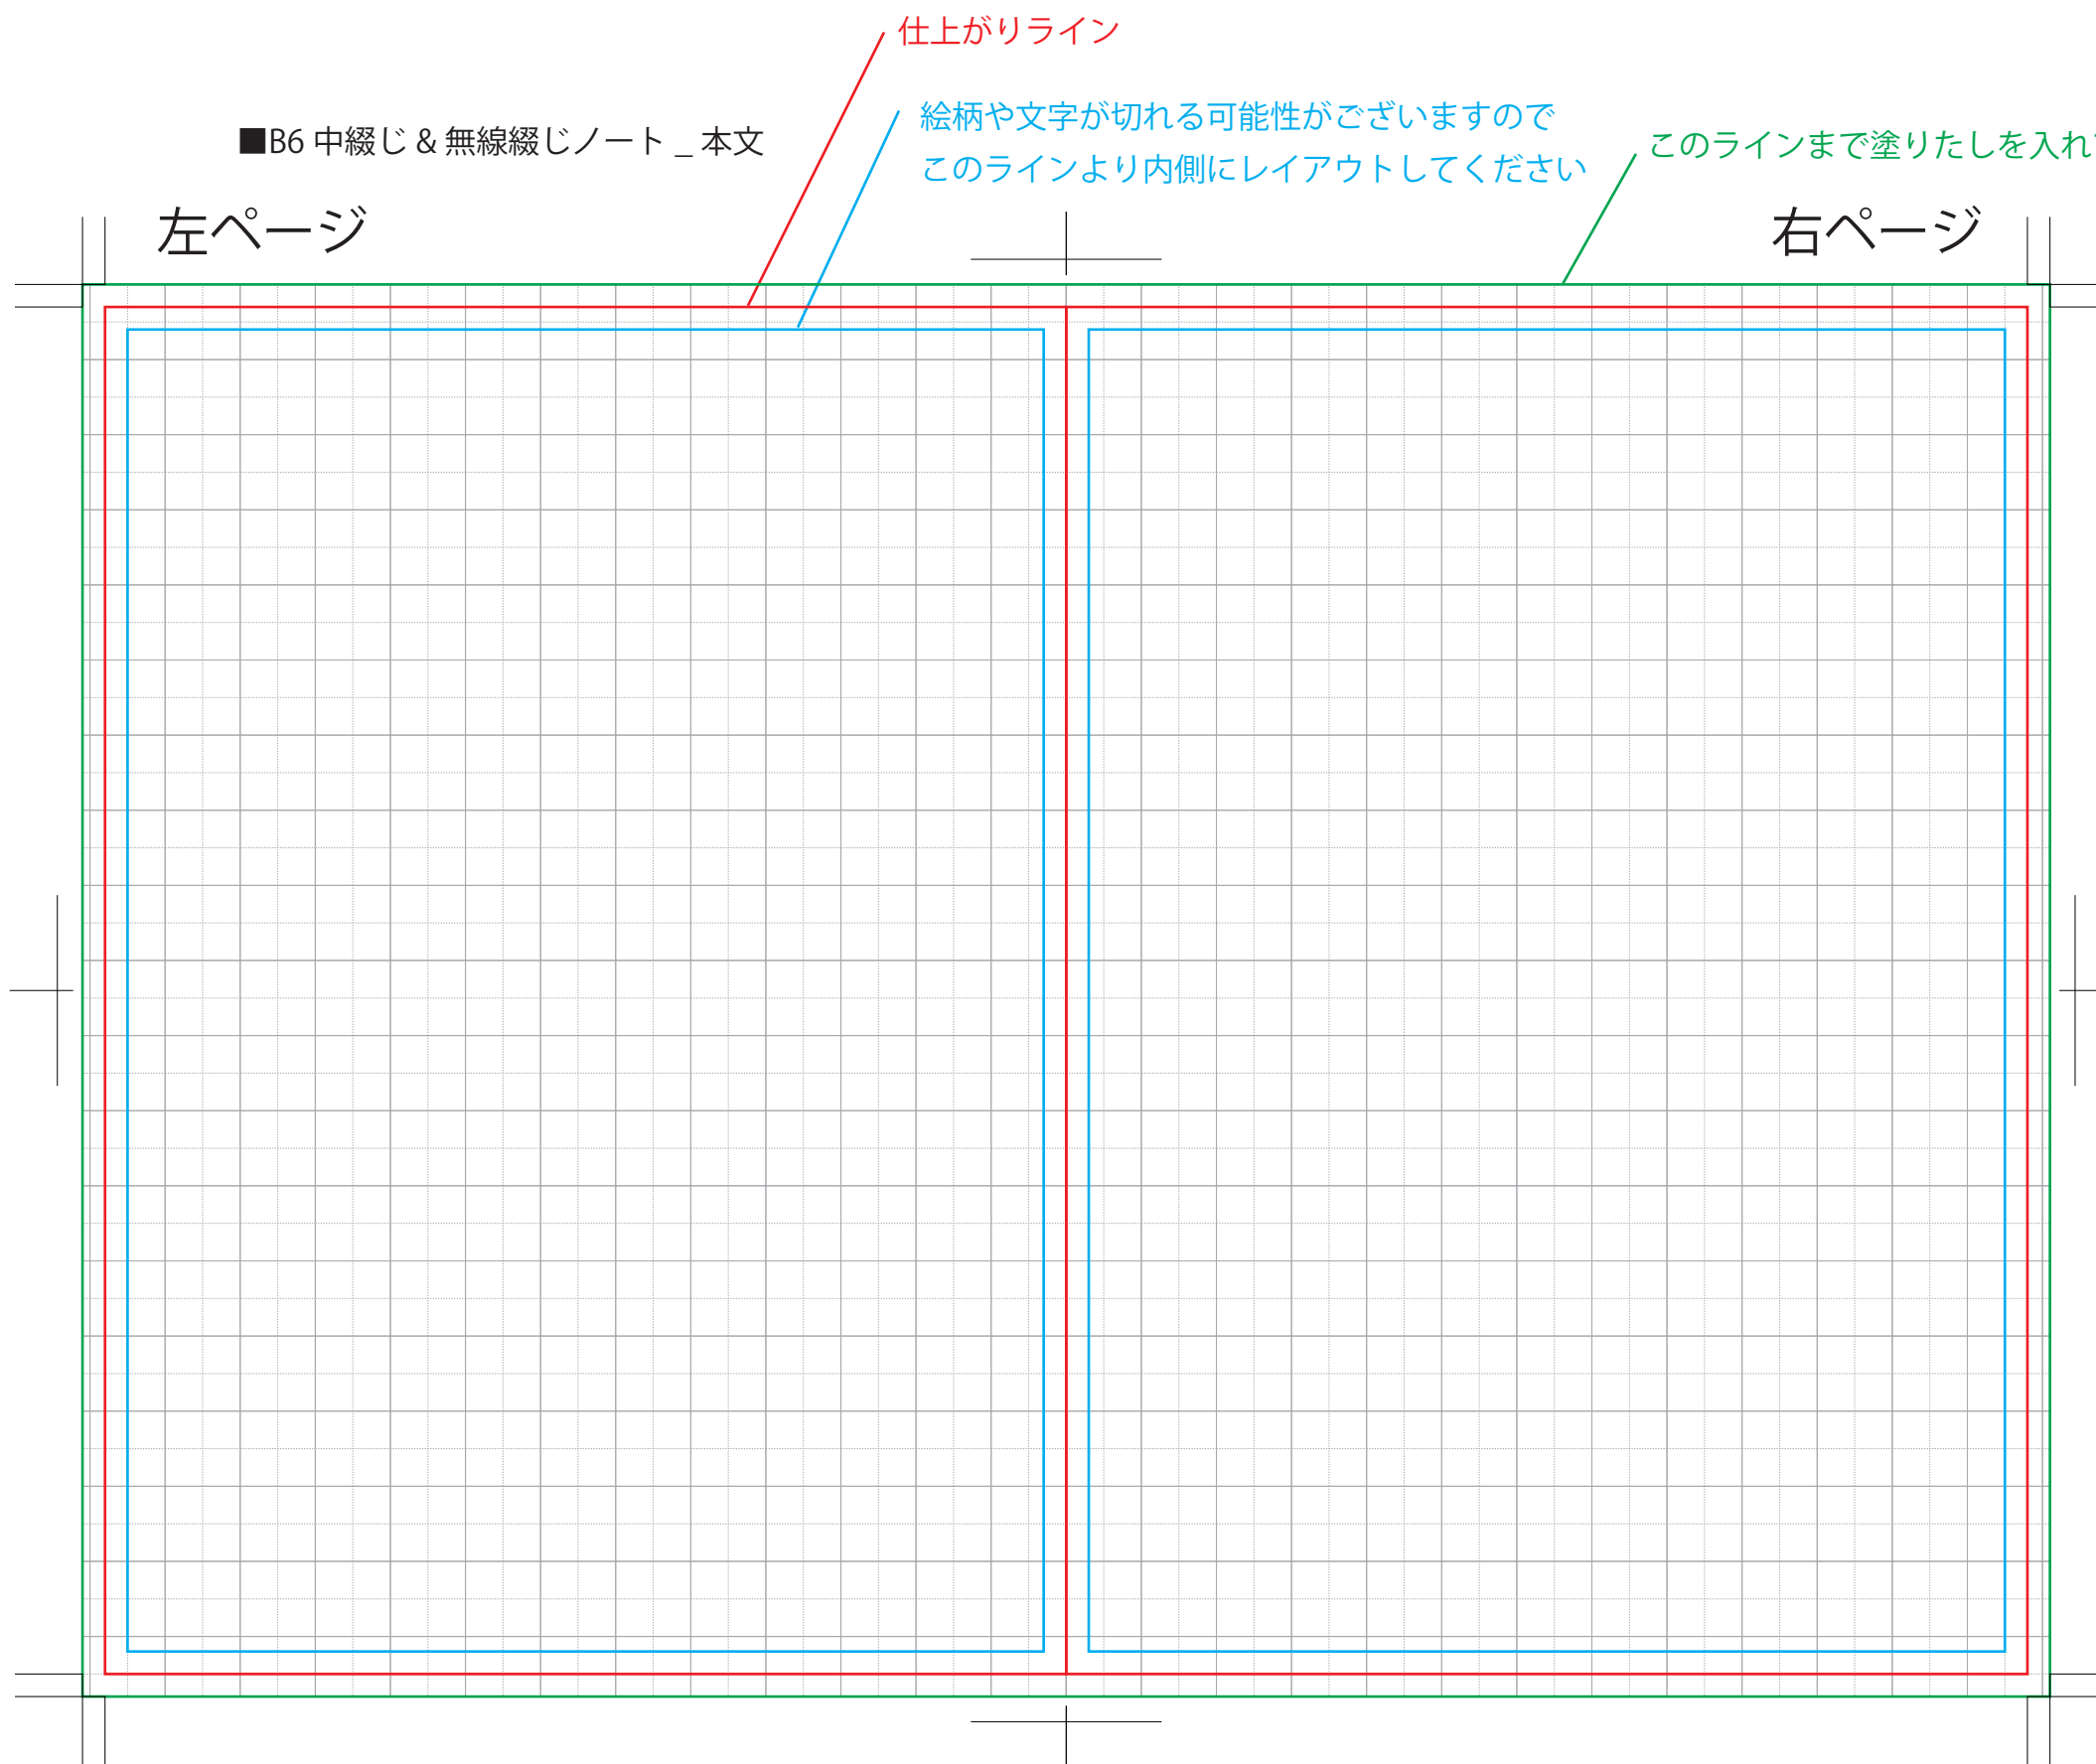 仕上がりライン
絵柄や文字が切れる可能性がございますので
このラインより内側にレイアウトしてください
■B6 中綴じ & 無線綴じノート _ 本文
このラインまで塗りたしを入れ
左ページ
右ページ